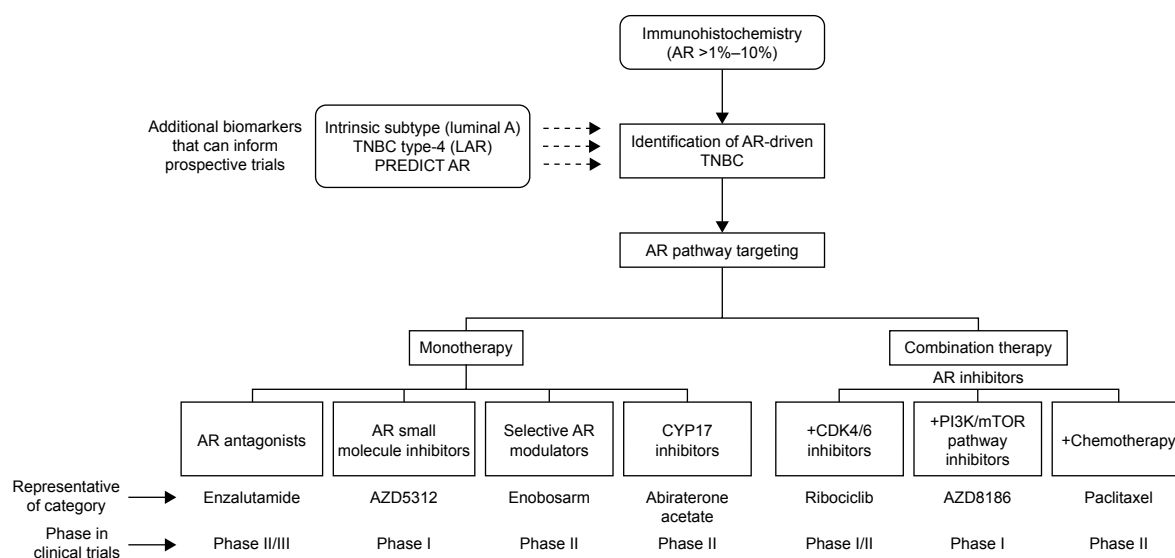 Immunohistochemistry
(AR >1%–10%)
Additional biomarkers
that can inform
prospective trials
Intrinsic subtype (luminal A)
TNBC type-4 (LAR)
PREDICT AR
Identification of AR-driven
TNBC
AR pathway targeting
Monotherapy
Combination therapy
AR inhibitors
AR antagonists
AR small
molecule inhibitors
Selective AR
modulators
CYP17
inhibitors
+CDK4/6
inhibitors
+PI3K/mTOR
pathway
inhibitors
+Chemotherapy
Representative
of category
Enzalutamide
AZD5312
Enobosarm
Abiraterone
acetate
Ribociclib
AZD8186
Paclitaxel
Phase in
clinical trials
Phase II/III
Phase I
Phase II
Phase II
Phase I/II
Phase I
Phase II